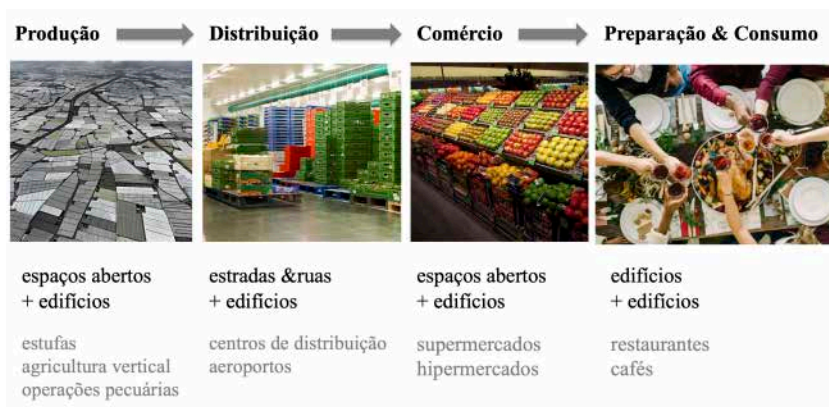 Produção
Distribuição
Comércio
Preparação & Consumo
espaços abertos
+ edifícios
estufas
agricultura vertical
operações pecuárias
estradas &ruas
+ edifícios
centros de distribuição
aeroportos
espaços abertos
+ edifícios
supermercados
hipermercados
edifícios
+ edifícios
restaurantes
cafés